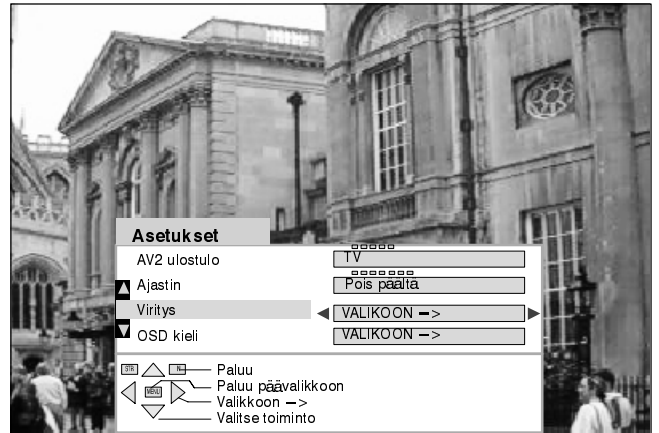 Asetukset
AV2 ulostulo TV
Ajastin Pois päältä
Viritys VALIKOON —>
OSD kieli VALIKOON —>
STR N Paluu
MENU Paluu päävalikkoon
Valikkoon —>
Valitse toiminto